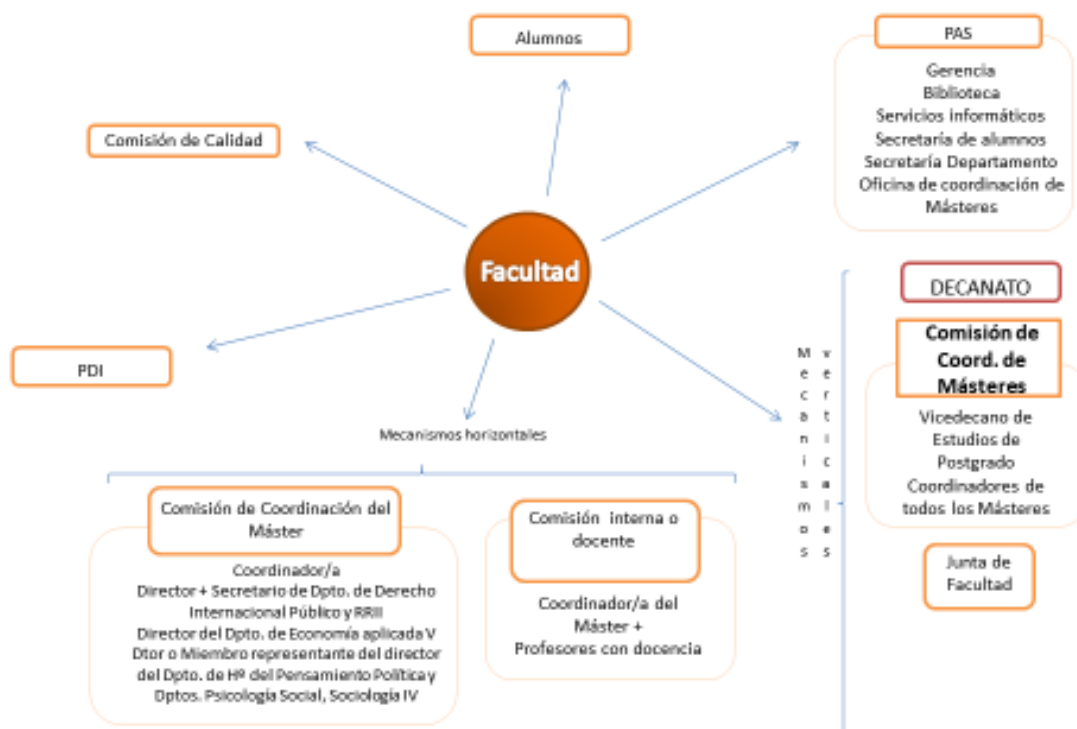 Alumnos
PAS
Gerencia
Biblioteca
Servicios informáticos
Secretaría de alumnos
Secretaría Departamento
Oficina de coordinación de
Másteres
Comisión de Calidad
Facultad
PDI
DECANATO
Comisión de
Coord. de
Másteres
Vicedecano de
Estudios de
Postgrado
Coordinadores de
todos los Másteres
Junta de
Facultad
Mecanismos
verticales
Mecanismos horizontales
Comisión de Coordinación del
Máster
Coordinador/a
Director + Secretario de Dpto. de Derecho
Internacional Público y RRII
Director del Dpto. de Economía aplicada V
Dtor o Miembro representante del director
del Dpto. de Hª del Pensamiento Política y
Dptos. Psicología Social, Sociología IV
Comisión interna o
docente
Coordinador/a del
Máster +
Profesores con docencia